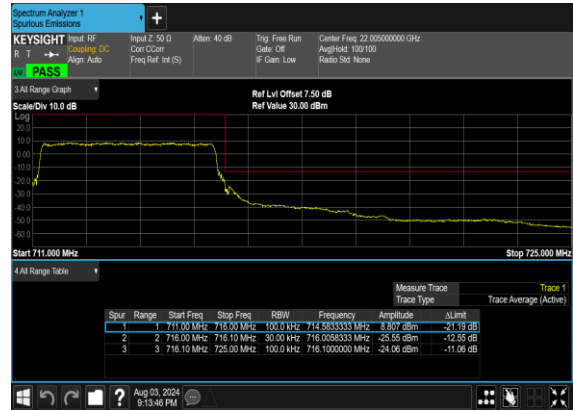 Spectrum Analyzer 1
Spurious Emissions
KEYSIGHT Input: RF Input Z: 50 Ω Atten: 40 dB Trig: Free Run Center Freq: 22.005000000 GHz
R T Coupling: DC Corr CCorr Gate: Off Avg|Hold: 100/100
Align: Auto Freq Ref: Int (S) IF Gain: Low Radio Std: None
LW PASS
3 All Range Graph
Scale/Div 10.0 dB
Ref Lvl Offset 7.50 dB
Ref Value 30.00 dBm
Log
20.0
10.0
0.00
-10.0
-20.0
-30.0
-40.0
-50.0
-60.0
Start 711.000 MHz Stop 725.000 MHz
4 All Range Table
Measure Trace Trace 1
Trace Type Trace Average (Active)
Spur Range Start Freq Stop Freq RBW Frequency Amplitude ΔLimit
1 1 711.00 MHz 716.00 MHz 100.0 kHz 714.5833333 MHz 8.807 dBm -21.19 dB
2 2 716.00 MHz 716.10 MHz 30.00 kHz 716.0058333 MHz -25.55 dBm -12.55 dB
3 3 716.10 MHz 725.00 MHz 100.0 kHz 716.1000000 MHz -24.06 dBm -11.06 dB
Aug 03, 2024
9:13:46 PM